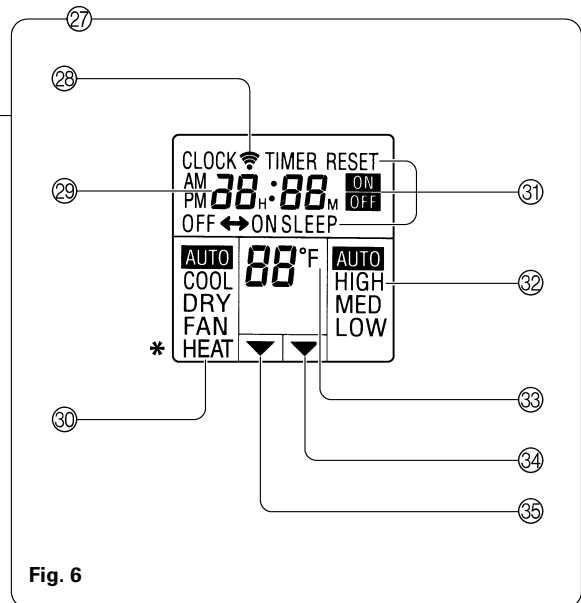 ㉗
㉘
CLOCK TIMER RESET
㉙ AM 38H:88M ON ㉛
PM OFF
OFF ↔ ON SLEEP
AUTO 88°F AUTO
COOL HIGH ㉜
DRY MED
FAN LOW
* HEAT
㉝
㉚
㉞
㉟
Fig. 6